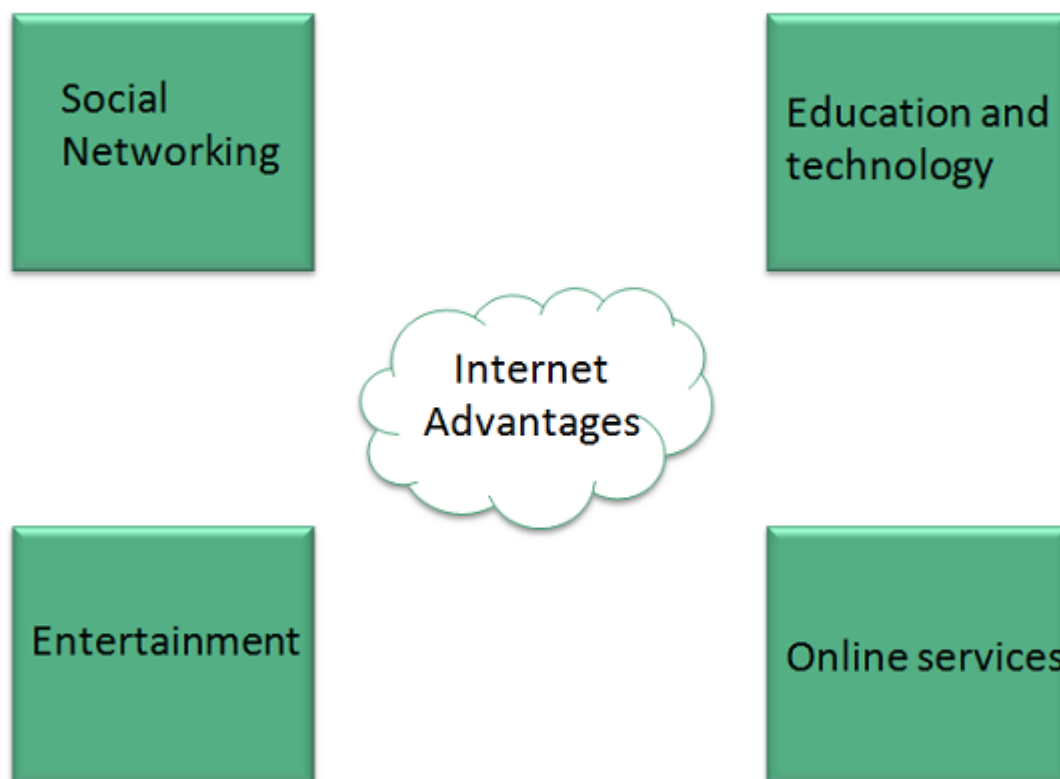 Social
Networking
Education and
technology
Internet
Advantages
Entertainment
Online services